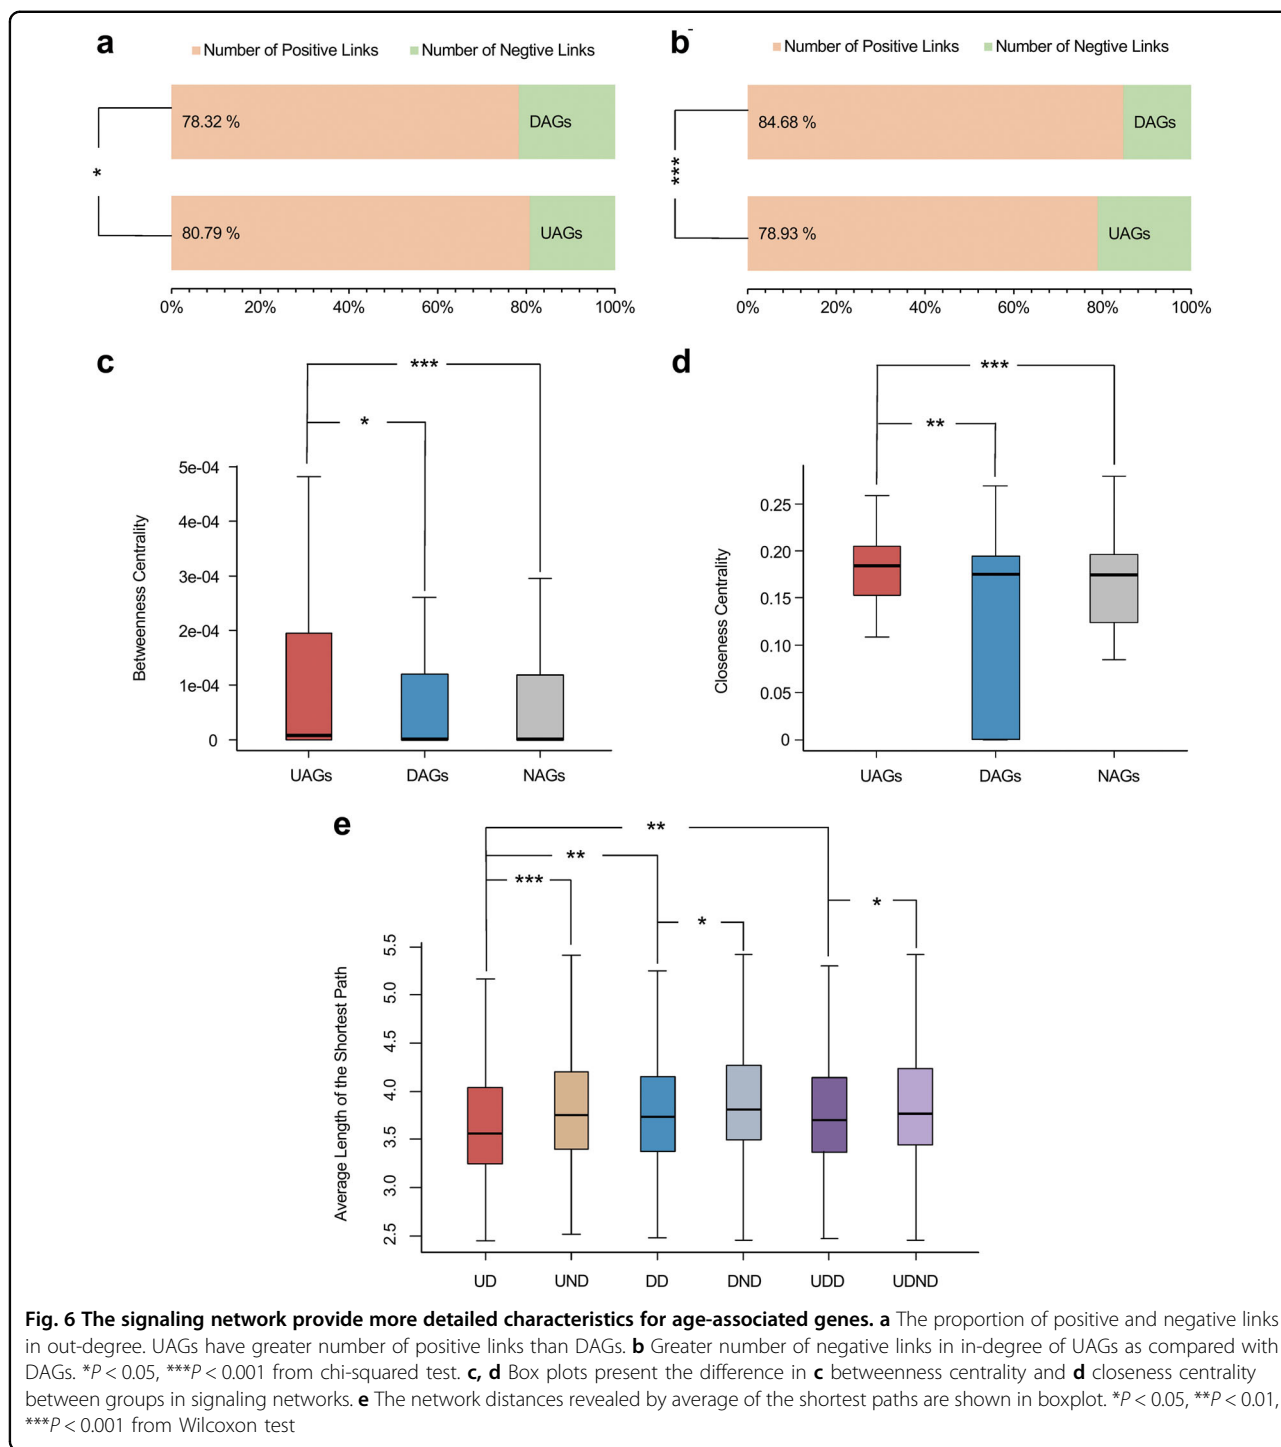 a
Number of Positive Links
Number of Negtive Links
78.32 %
DAGs
*
80.79 %
UAGs
0%
20%
40%
60%
80%
100%
b-
Number of Positive Links
Number of Negtive Links
84.68 %
DAGs
***
78.93 %
UAGs
0%
20%
40%
60%
80%
100%
c
***
*
Betweenness Centrality
5e-04
4e-04
3e-04
2e-04
1e-04
0
UAGs
DAGs
NAGs
d
***
**
Closeness Centrality
0.25
0.20
0.15
0.10
0.05
0
UAGs
DAGs
NAGs
e
**
**
***
*
*
Average Length of the Shortest Path
5.5
5.0
4.5
4.0
3.5
3.0
2.5
UD
UND
DD
DND
UDD
UDND
Fig. 6 The signaling network provide more detailed characteristics for age-associated genes. a The proportion of positive and negative links
in out-degree. UAGs have greater number of positive links than DAGs. b Greater number of negative links in in-degree of UAGs as compared with
DAGs. *P < 0.05, ***P < 0.001 from chi-squared test. c, d Box plots present the difference in c betweenness centrality and d closeness centrality
between groups in signaling networks. e The network distances revealed by average of the shortest paths are shown in boxplot. *P < 0.05, **P < 0.01,
***P < 0.001 from Wilcoxon test